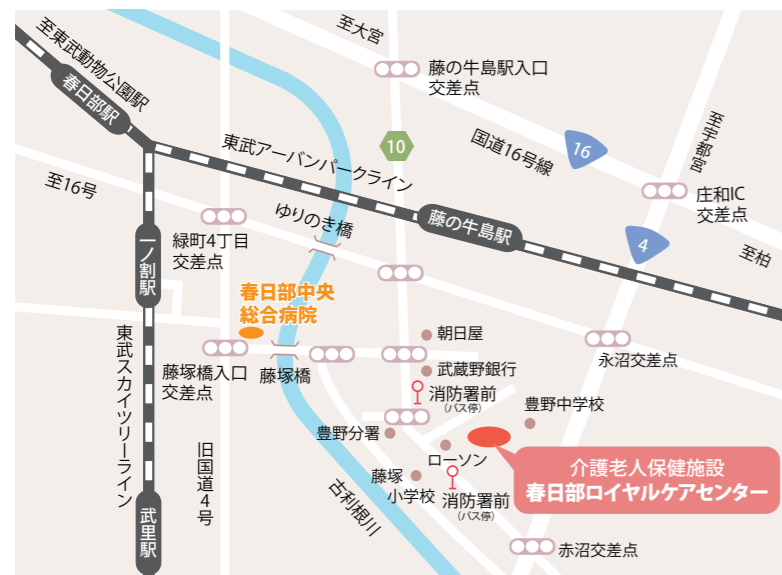 至大宮
至東武動物公園駅
春日部駅
藤の牛島駅入口
交差点
至宇都宮
10
16
国道16号線
東武アーバンパークライン
至16号
庄和IC
交差点
ゆりのき橋
藤の牛島駅
4
至柏
緑町4丁目
交差点
一ノ割駅
春日部中央
総合病院
朝日屋
永沼交差点
藤塚橋入口
交差点
藤塚橋
武蔵野銀行
消防署前
(バス停)
豊野中学校
東武スカイツリーライン
豊野分署
ローソン
旧国道4号
古利根川
藤塚
小学校
消防署前
(バス停)
介護老人保健施設
春日部ロイヤルケアセンター
武里駅
赤沼交差点